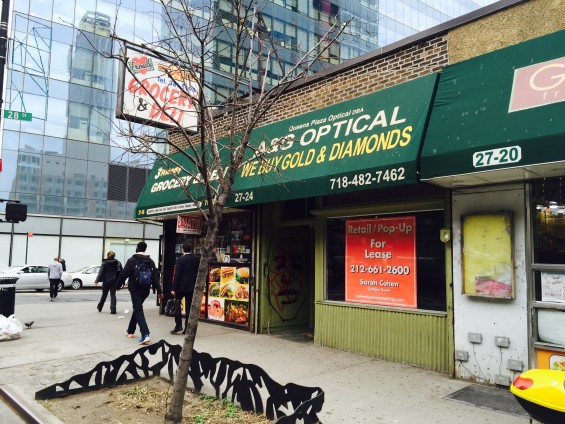 28 ST
GROCERY
& DELI
GROCERY
Queens Plaza Optical DBA
A&G OPTICAL
WE BUY GOLD & DIAMONDS
27-24
718-482-7462
27-20
Retail / Pop-Up
For
Lease
212-661-2600
Sarah Cohen